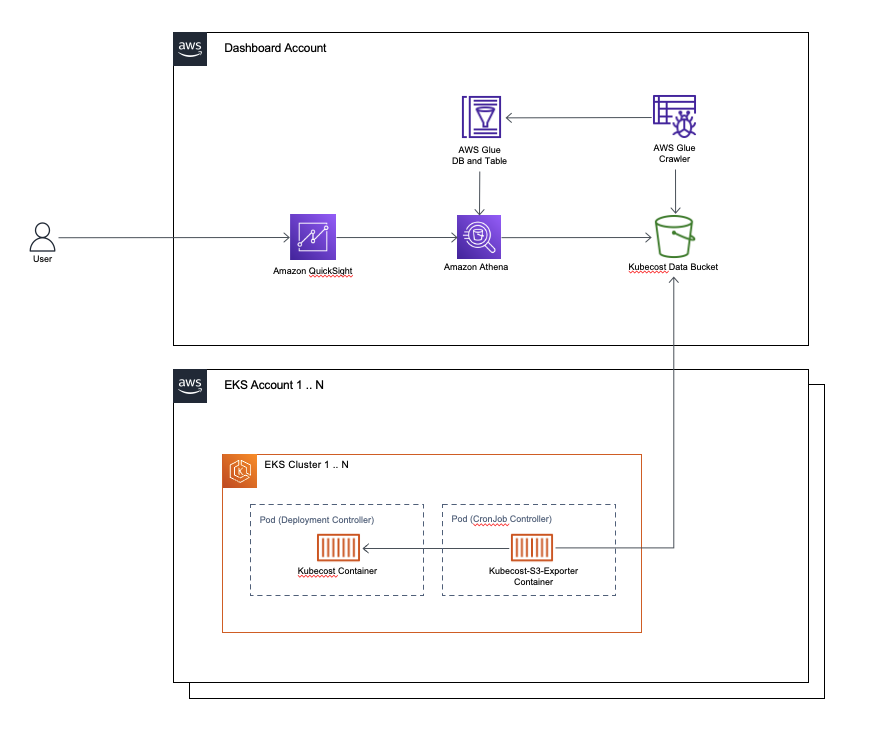 aws
Dashboard Account
AWS Glue
DB and Table
AWS Glue
Crawler
User
Amazon QuickSight
Amazon Athena
Kubecost Data Bucket
aws
EKS Account 1 .. N
K
EKS Cluster 1 .. N
Pod (Deployment Controller)
Pod (CronJob Controller)
Kubecost Container
Kubecost-S3-Exporter
Container